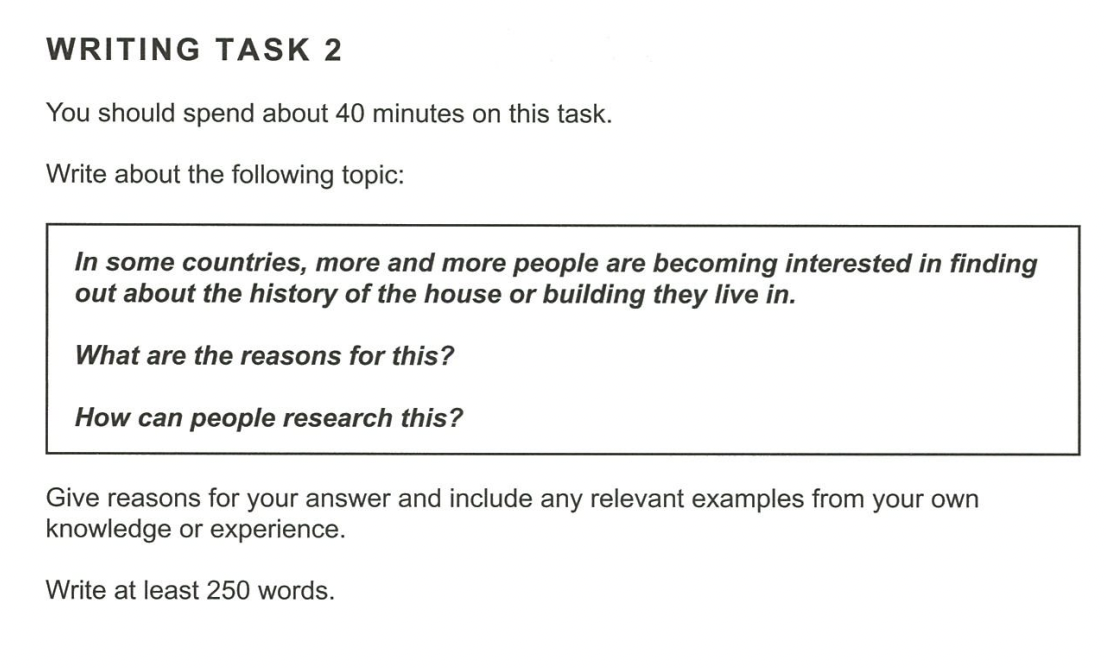 WRITING TASK 2
You should spend about 40 minutes on this task.
Write about the following topic:
In some countries, more and more people are becoming interested in finding
out about the history of the house or building they live in.
What are the reasons for this?
How can people research this?
Give reasons for your answer and include any relevant examples from your own
knowledge or experience.
Write at least 250 words.